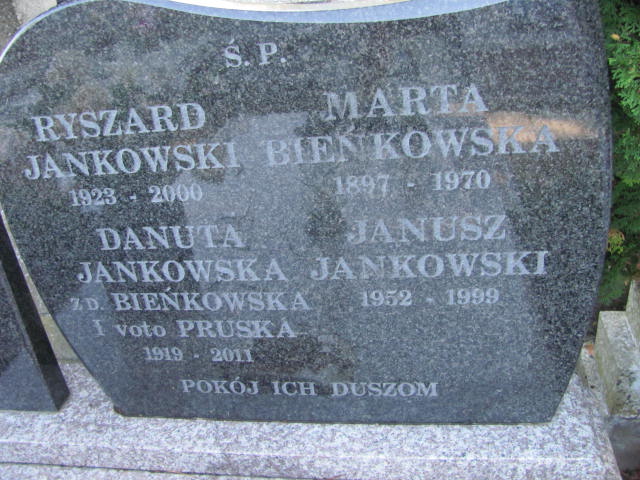 Ś. P.
RYSZARD
JANKOWSKI
1923 - 2000
MARTA
BIEŃKOWSKA
1897 - 1970
DANUTA
JANKOWSKA
ZD. BIEŃKOWSKA
I voto PRUSKA
1919 - 2011
JANUSZ
JANKOWSKI
1952 - 1999
POKÓJ ICH DUSZOM